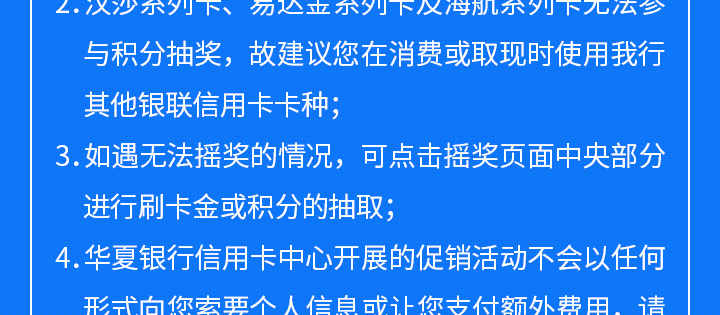 2.汉莎系列卡、易达金系列卡及海航系列卡无法参
与积分抽奖，故建议您在消费或取现时使用我行
其他银联信用卡卡种；
3.如遇无法摇奖的情况，可点击摇奖页面中央部分
进行刷卡金或积分的抽取；
4.华夏银行信用卡中心开展的促销活动不会以任何
形式向您索要个人信息或让您支付额外费用，请